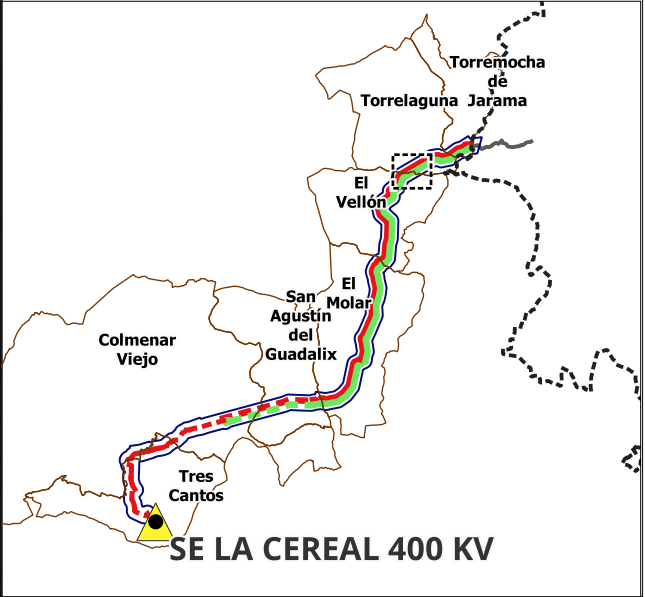 Torremocha
de
Jarama
Torrelaguna
El
Vellón
El
Molar
San
Agustín
del
Guadalix
Colmenar
Viejo
Tres
Cantos
SE LA CEREAL 400 KV